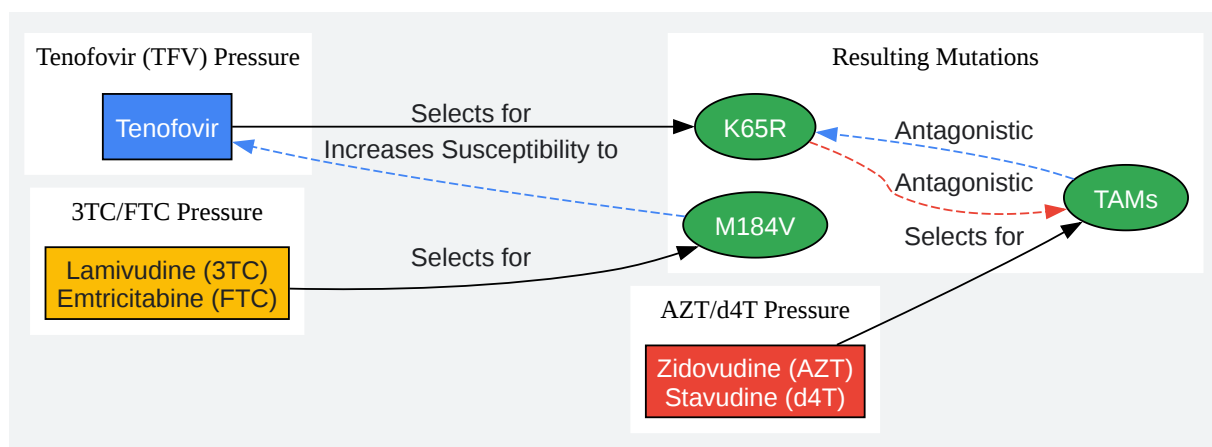 Tenofovir (TFV) Pressure
Tenofovir
Selects for
Increases Susceptibility to
3TC/FTC Pressure
Lamivudine (3TC)
Emtricitabine (FTC)
Selects for
Resulting Mutations
K65R
Antagonistic
Antagonistic
TAMs
M184V
Selects for
AZT/d4T Pressure
Zidovudine (AZT)
Stavudine (d4T)